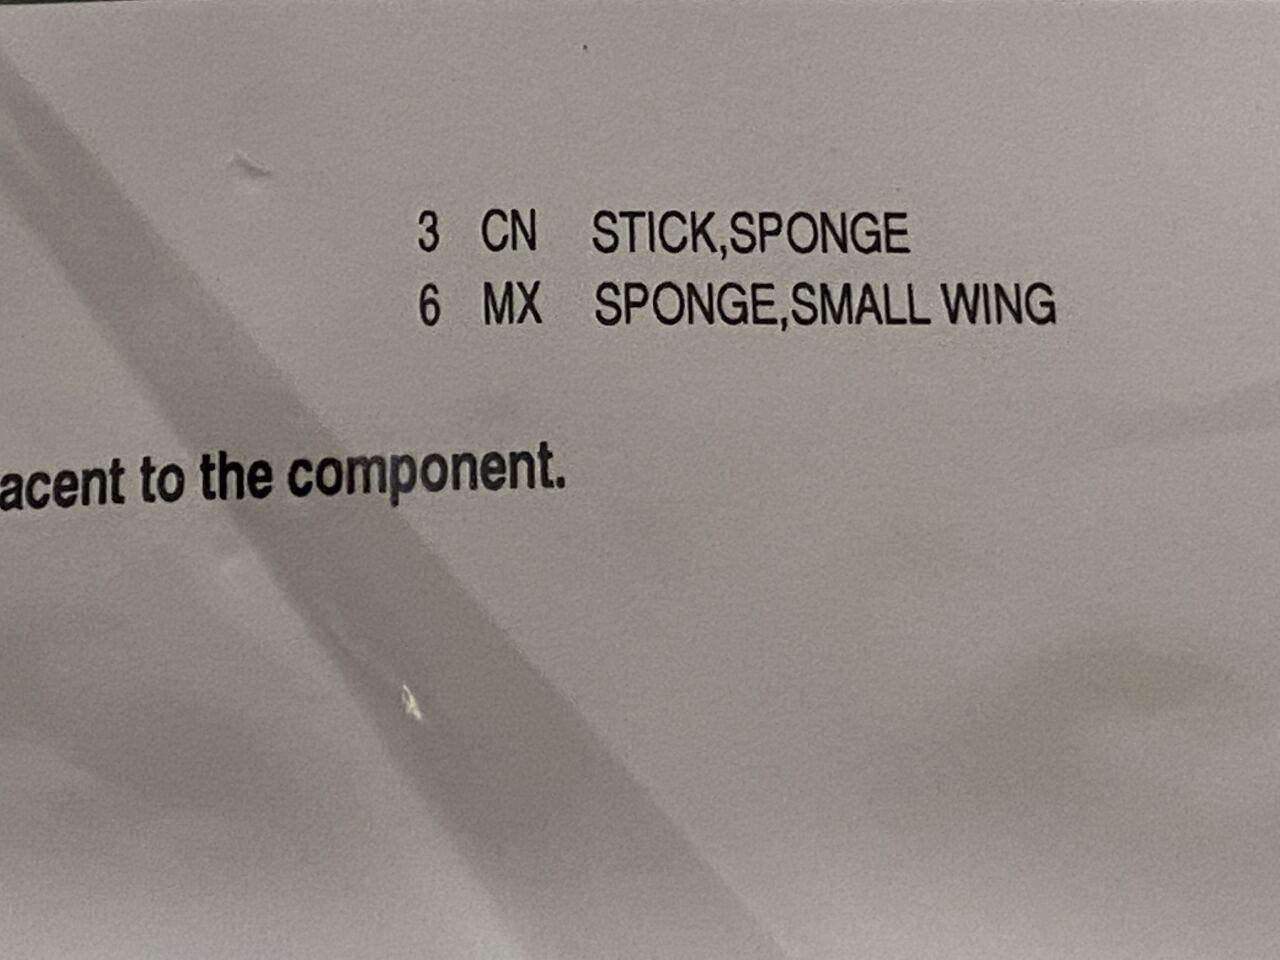 3 CN STICK,SPONGE
6 MX SPONGE,SMALL WING
acent to the component.